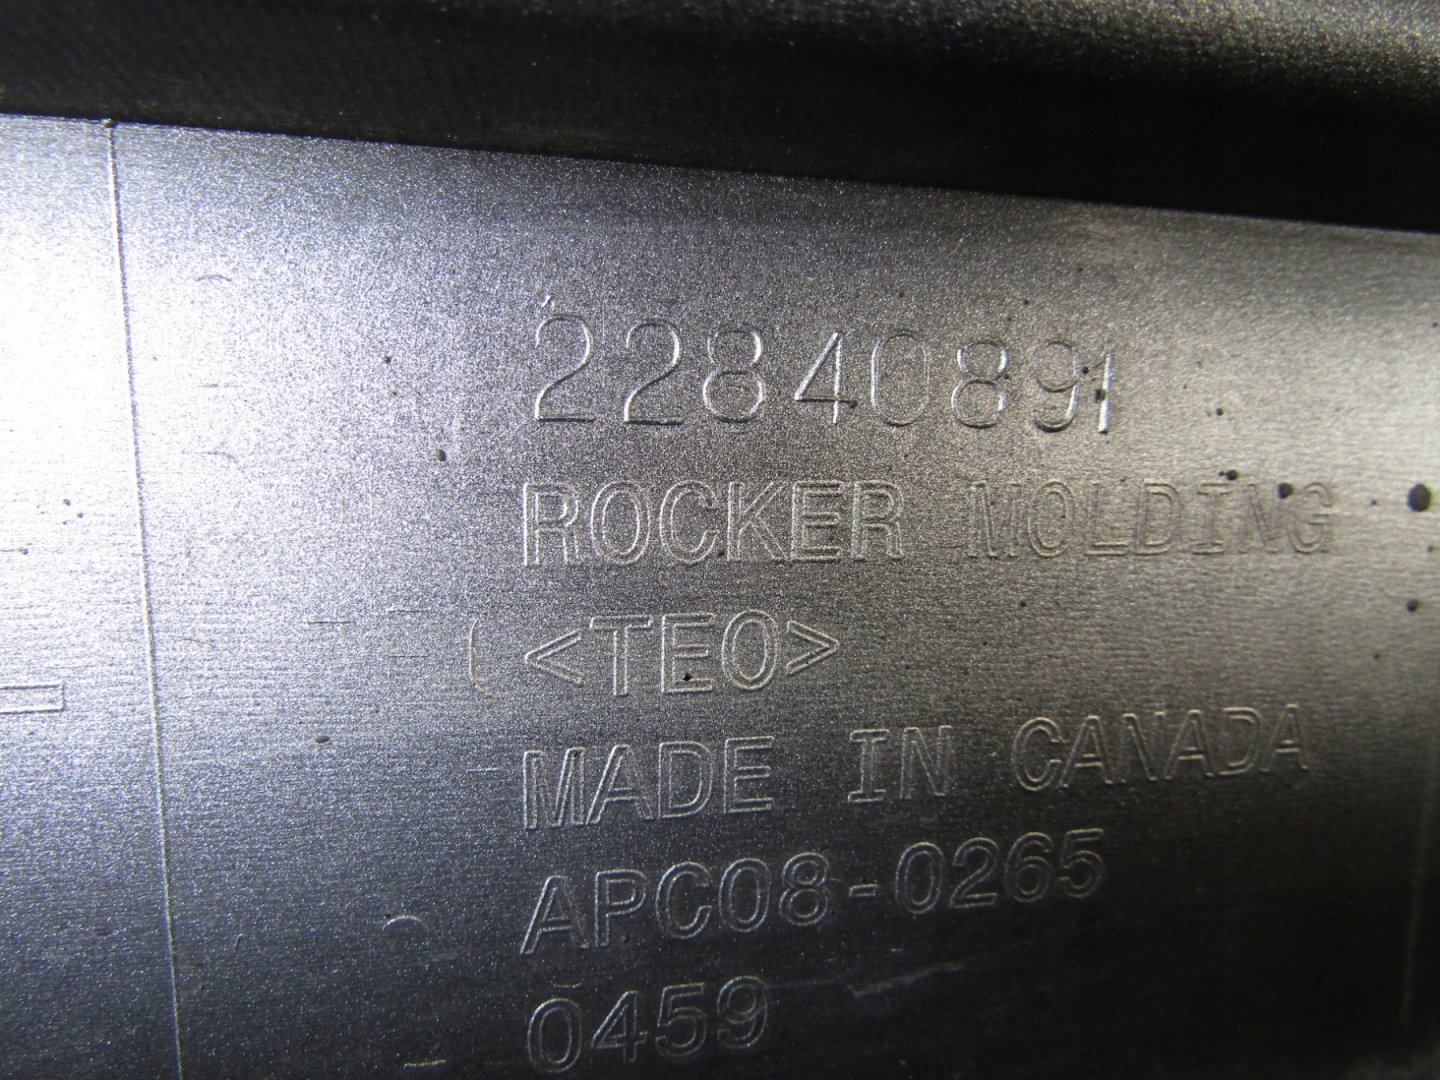 22840891
ROCKER MOLDING
<TEO>
MADE IN CANADA
APC08-0265
0459